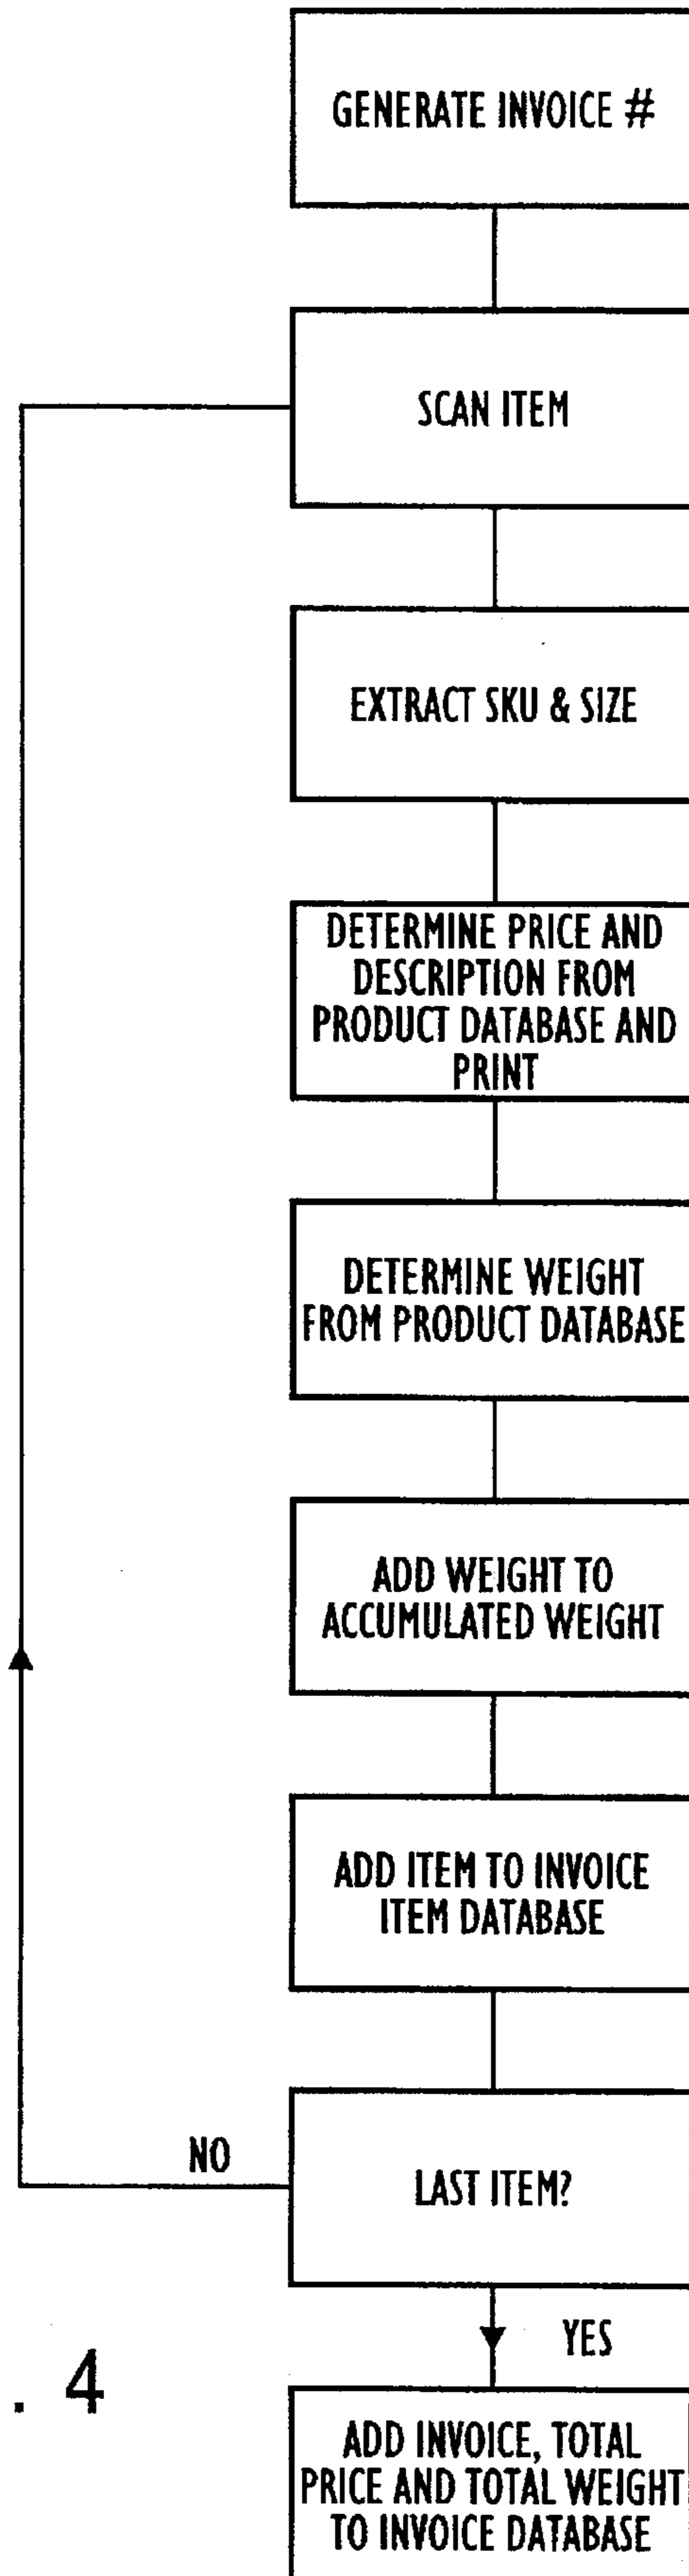 GENERATE INVOICE #
SCAN ITEM
EXTRACT SKU & SIZE
DETERMINE PRICE AND
DESCRIPTION FROM
PRODUCT DATABASE AND
PRINT
DETERMINE WEIGHT
FROM PRODUCT DATABASE
ADD WEIGHT TO
ACCUMULATED WEIGHT
ADD ITEM TO INVOICE
ITEM DATABASE
NO
LAST ITEM?
YES
. 4
ADD INVOICE, TOTAL
PRICE AND TOTAL WEIGHT
TO INVOICE DATABASE